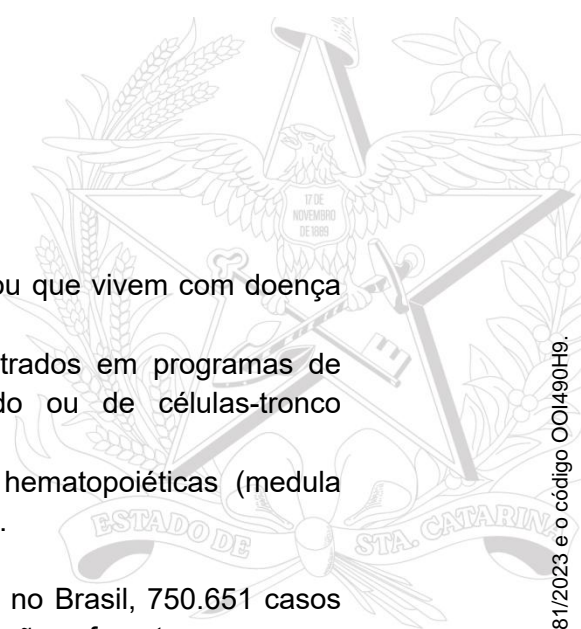 17 DE
NOVEMBRO
DE 1889
ou que vivem com doença
trados em programas de
do ou de células-tronco
hematopoiéticas (medula
.
ESTADO DE STA. CATARIN
no Brasil, 750.651 casos
81/2023 e o código OOI490H9.